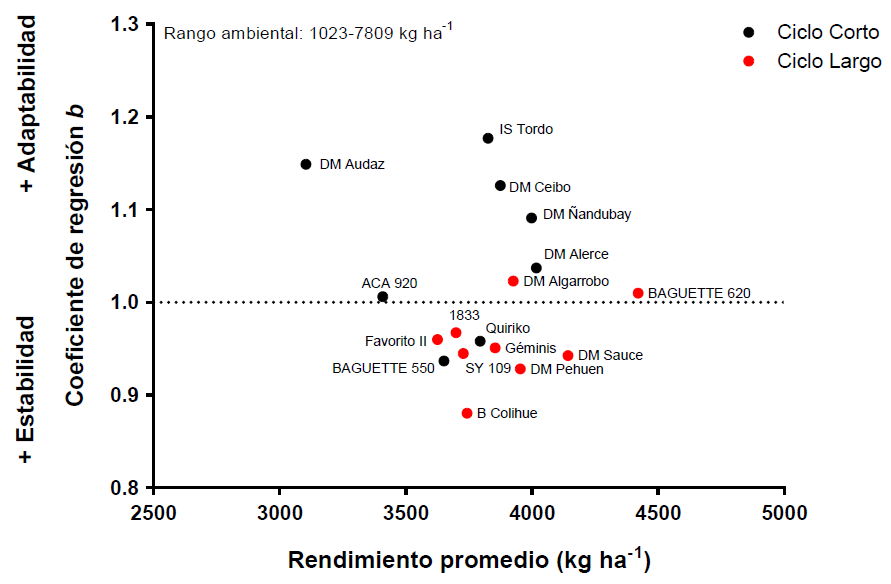 Rango ambiental: 1023-7809 kg ha⁻¹
Ciclo Corto
Ciclo Largo
+ Adaptabilidad
+ Estabilidad
Coeficiente de regresión b
1.3
1.2
1.1
1.0
0.9
0.8
IS Tordo
DM Audaz
DM Ceibo
DM Ñandubay
DM Alerce
DM Algarrobo
ACA 920
BAGUETTE 620
1833
Quiriko
Favorito II
Géminis
DM Sauce
BAGUETTE 550
SY 109
DM Pehuen
B Colihue
2500
3000
3500
4000
4500
5000
Rendimiento promedio (kg ha⁻¹)